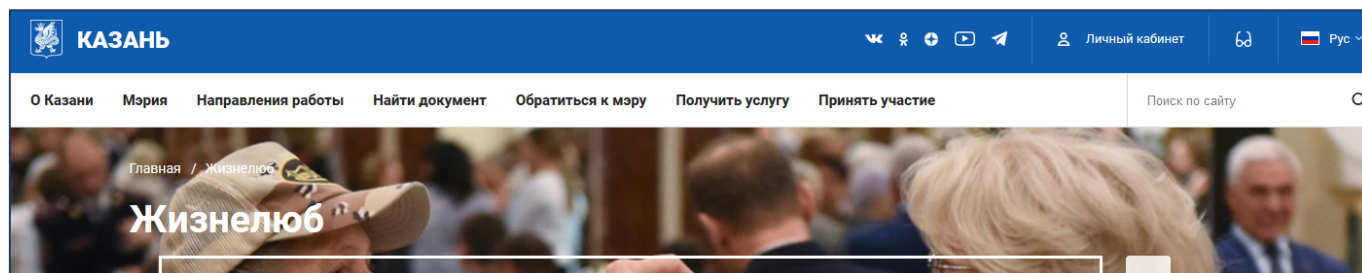 КАЗАНЬ
Личный кабинет
Рус
О Казани Мэрия Направления работы Найти документ Обратиться к мэру Получить услугу Принять участие Поиск по сайту
Главная / Жизнелюб
Жизнелюб